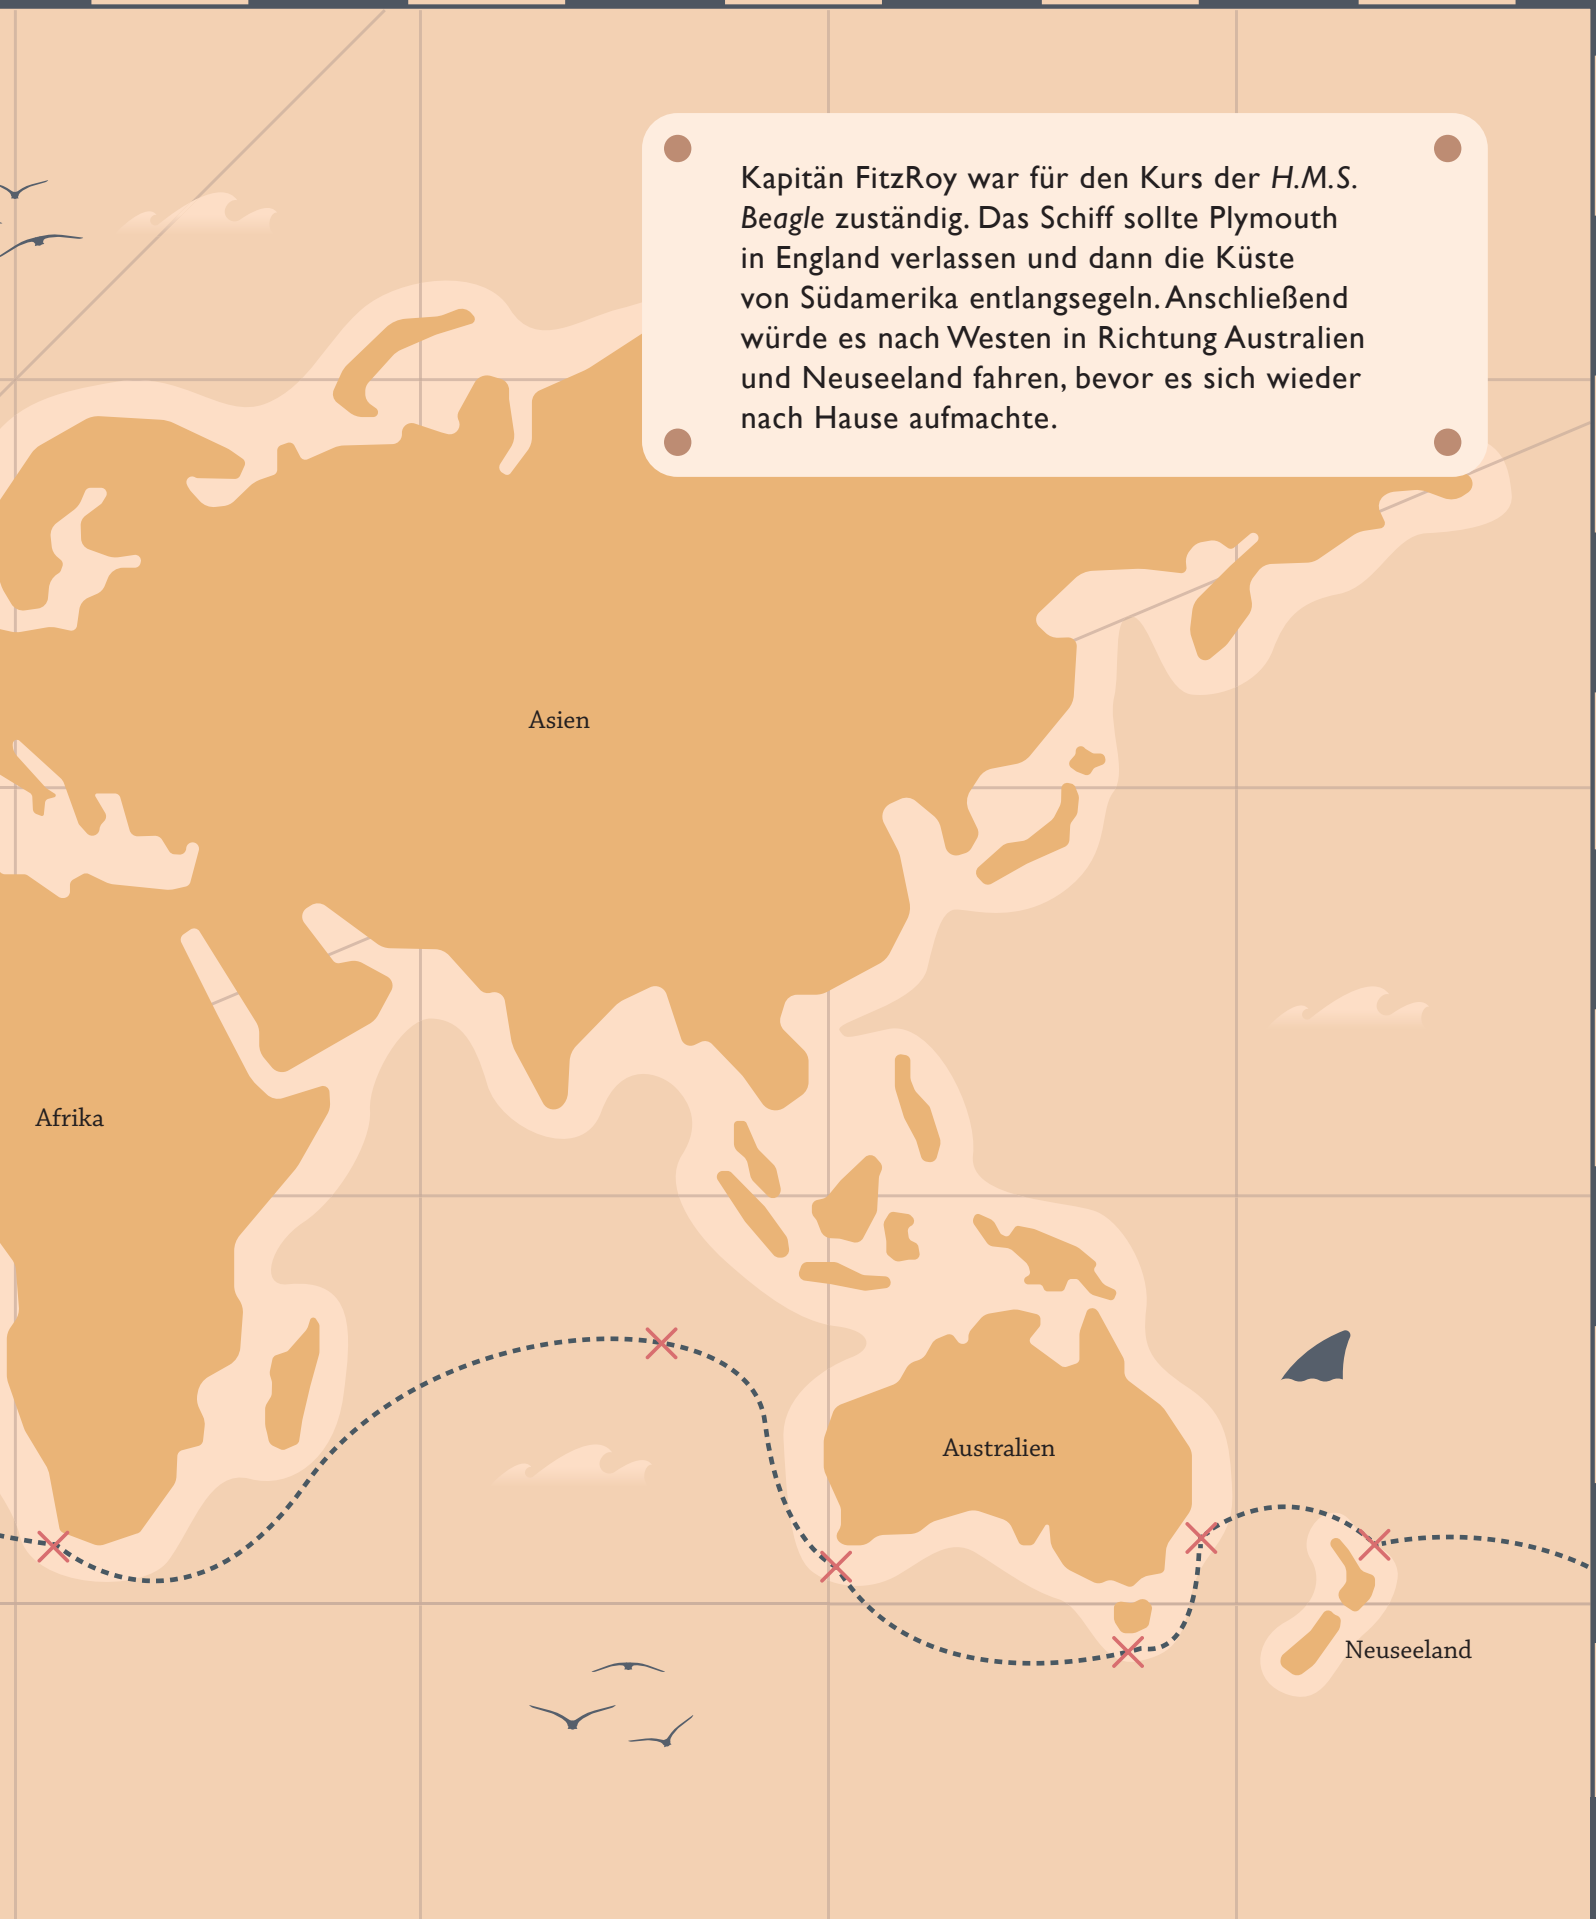 Kapitän FitzRoy war für den Kurs der H.M.S.
Beagle zuständig. Das Schiff sollte Plymouth
in England verlassen und dann die Küste
von Südamerika entlangsegeln. Anschließend
würde es nach Westen in Richtung Australien
und Neuseeland fahren, bevor es sich wieder
nach Hause aufmachte.
Asien
Afrika
Australien
Neuseeland